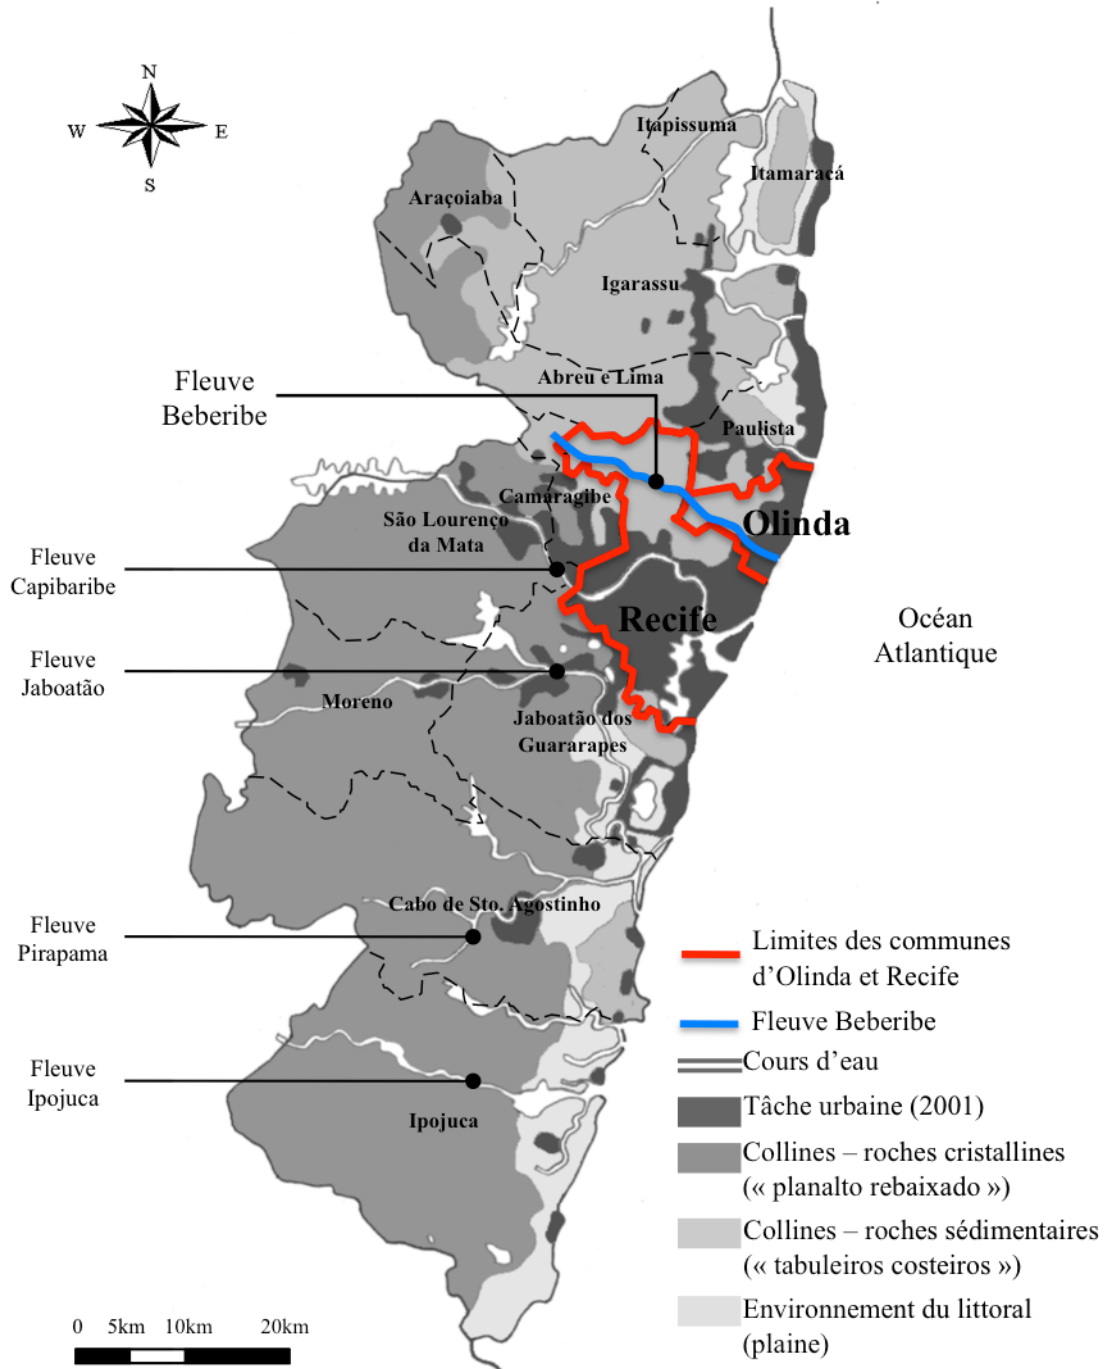 N
W
E
S
Itapissuma
Itamaracá
Araçoiaba
Igarassu
Abreu e Lima
Fleuve
Beberibe
Paulista
Camaragibe
Olinda
São Lourenço
da Mata
Fleuve
Capibaribe
Recife
Océan
Atlantique
Fleuve
Jaboatão
Moreno
Jaboatão dos
Guararapes
Cabo de Sto. Agostinho
Fleuve
Pirapama
Fleuve
Ipojuca
Ipojuca
Limites des communes
d’Olinda et Recife
Fleuve Beberibe
Cours d’eau
Tâche urbaine (2001)
Collines – roches cristallines
(« planalto rebaixado »)
Collines – roches sédimentaires
(« tabuleiros costeiros »)
Environnement du littoral
(plaine)
0 5km 10km 20km